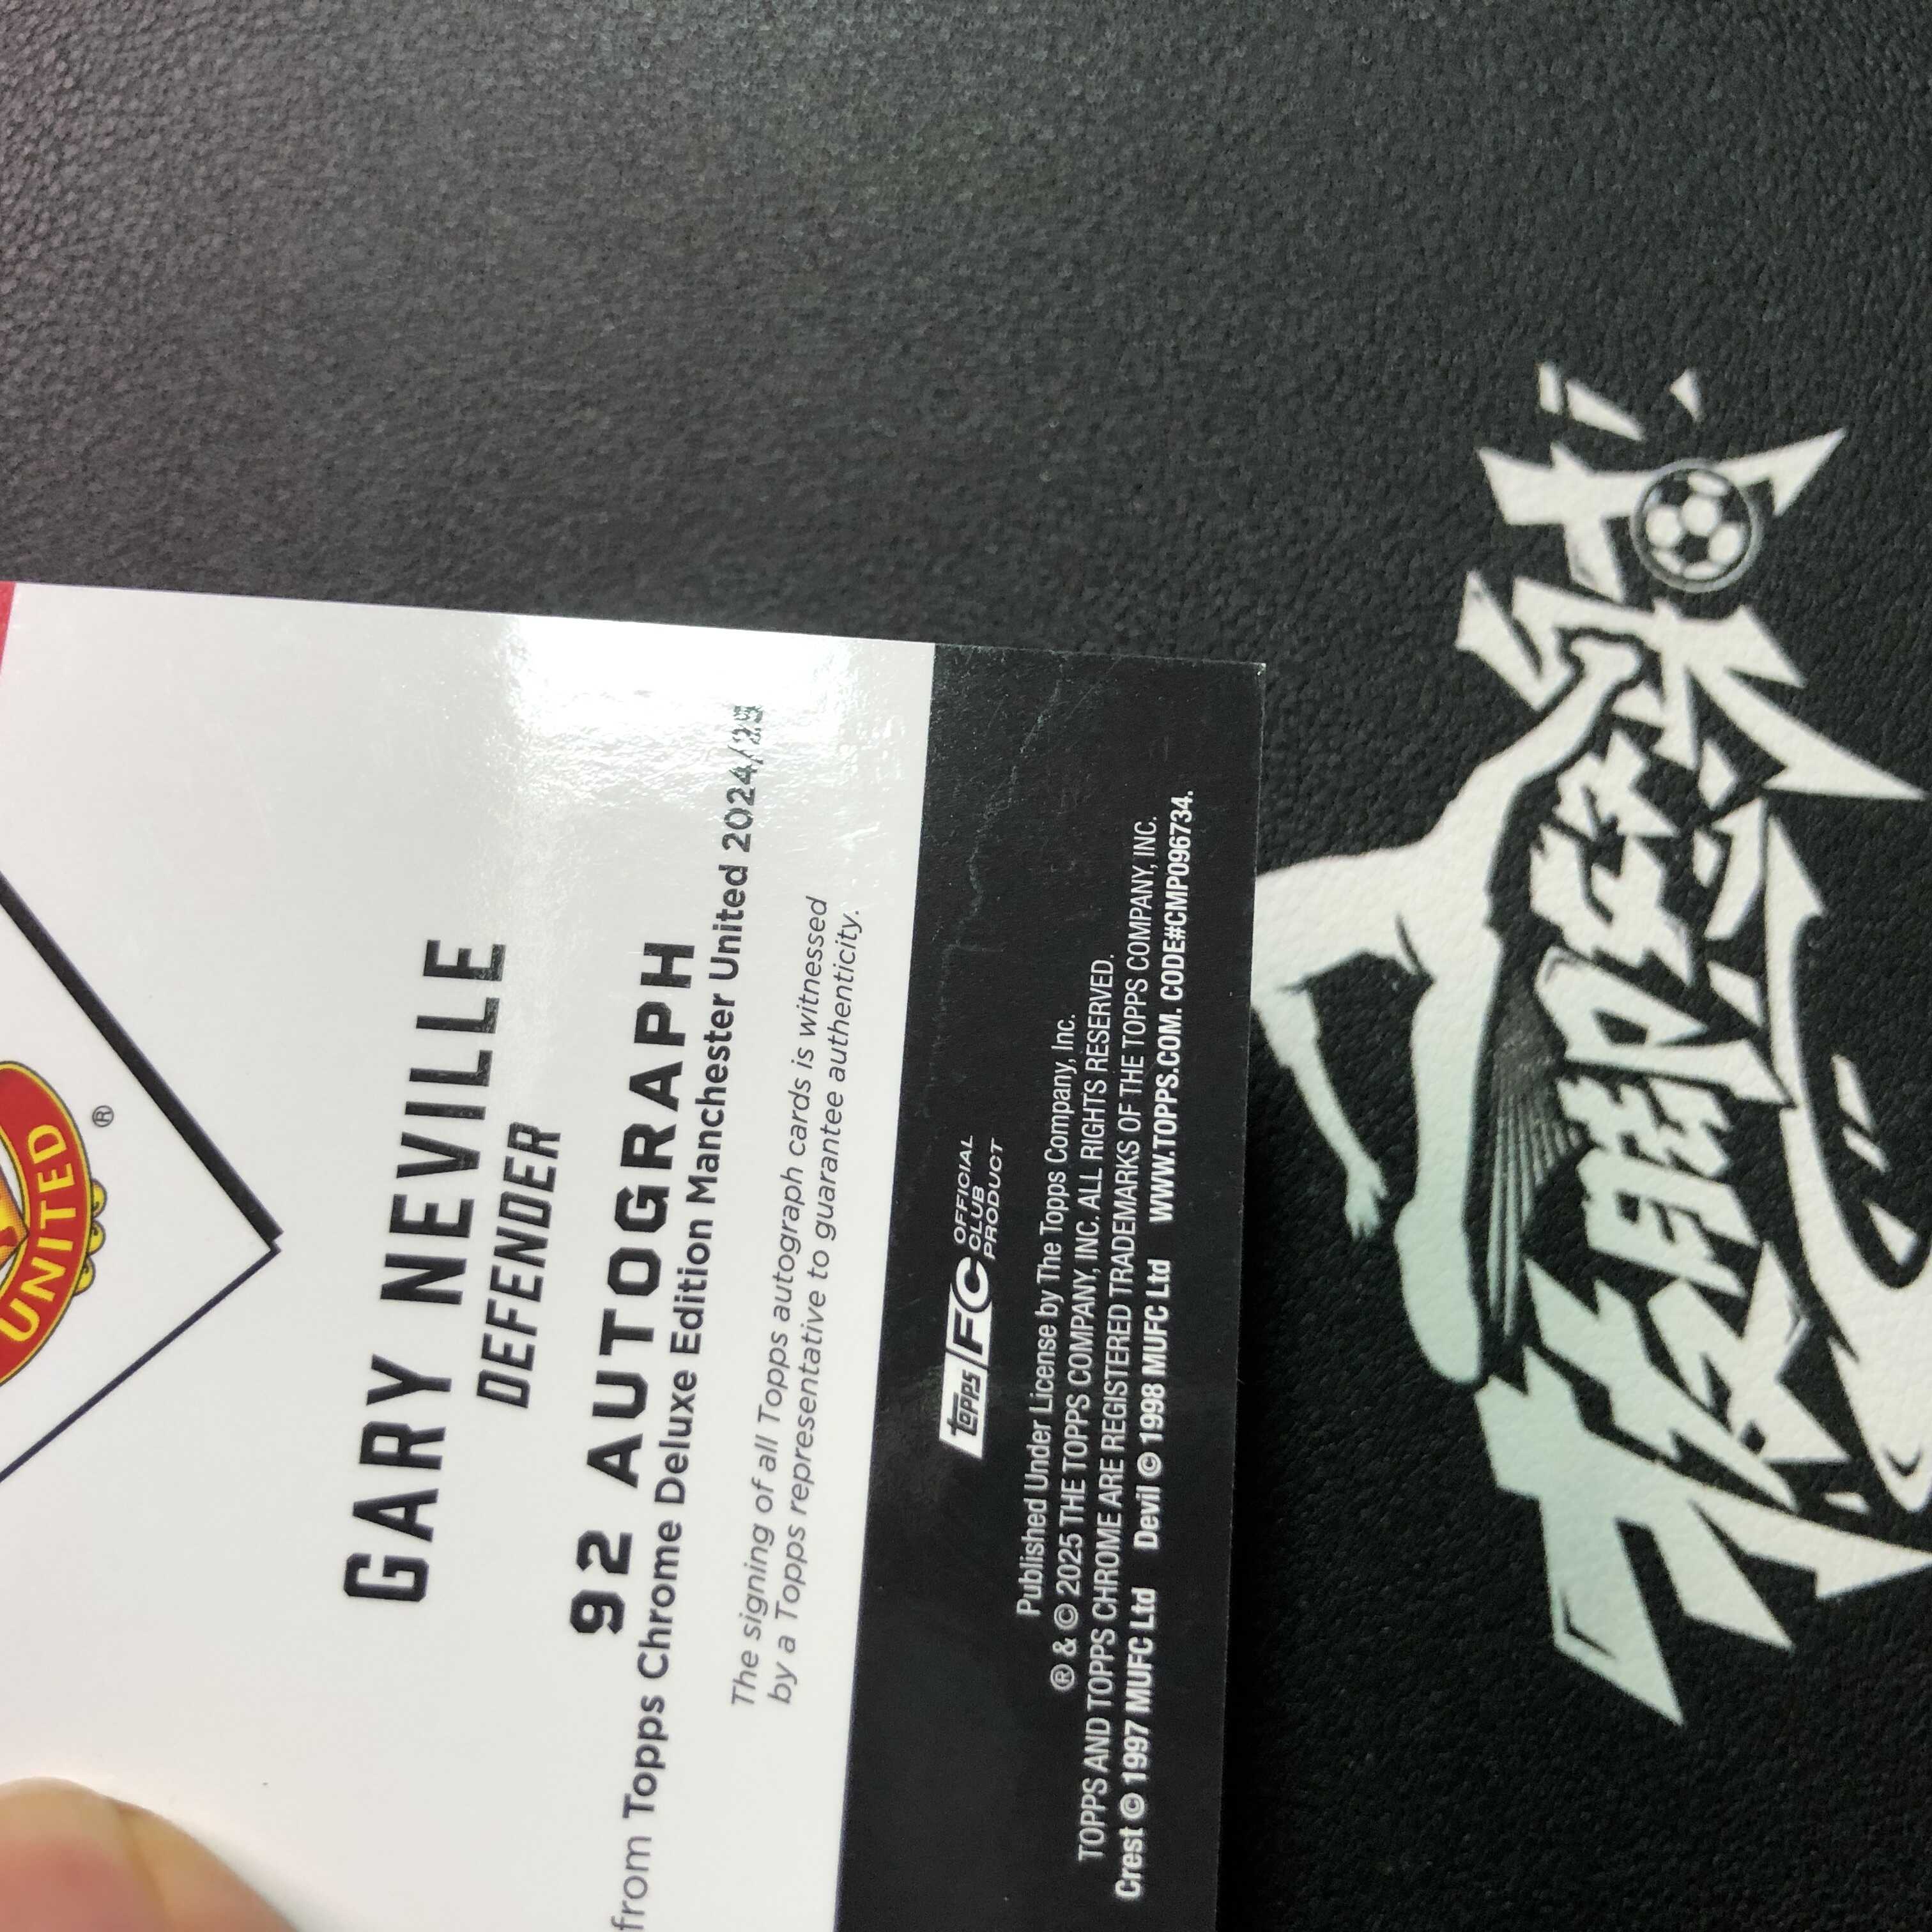 UNITED
®
GARY NEVILLE
DEFENDER
92 AUTOGRAPH
from Topps Chrome Deluxe Edition Manchester United 2024/25
The signing of all Topps autograph cards is witnessed
by a Topps representative to guarantee authenticity.
topps FC OFFICIAL
CLUB
PRODUCT
Published Under License by The Topps Company, Inc.
® & © 2025 THE TOPPS COMPANY, INC. ALL RIGHTS RESERVED.
TOPPS AND TOPPS CHROME ARE REGISTERED TRADEMARKS OF THE TOPPS COMPANY, INC.
Crest © 1997 MUFC Ltd Devil © 1998 MUFC Ltd WWW.TOPPS.COM. CODE#CMP096734.